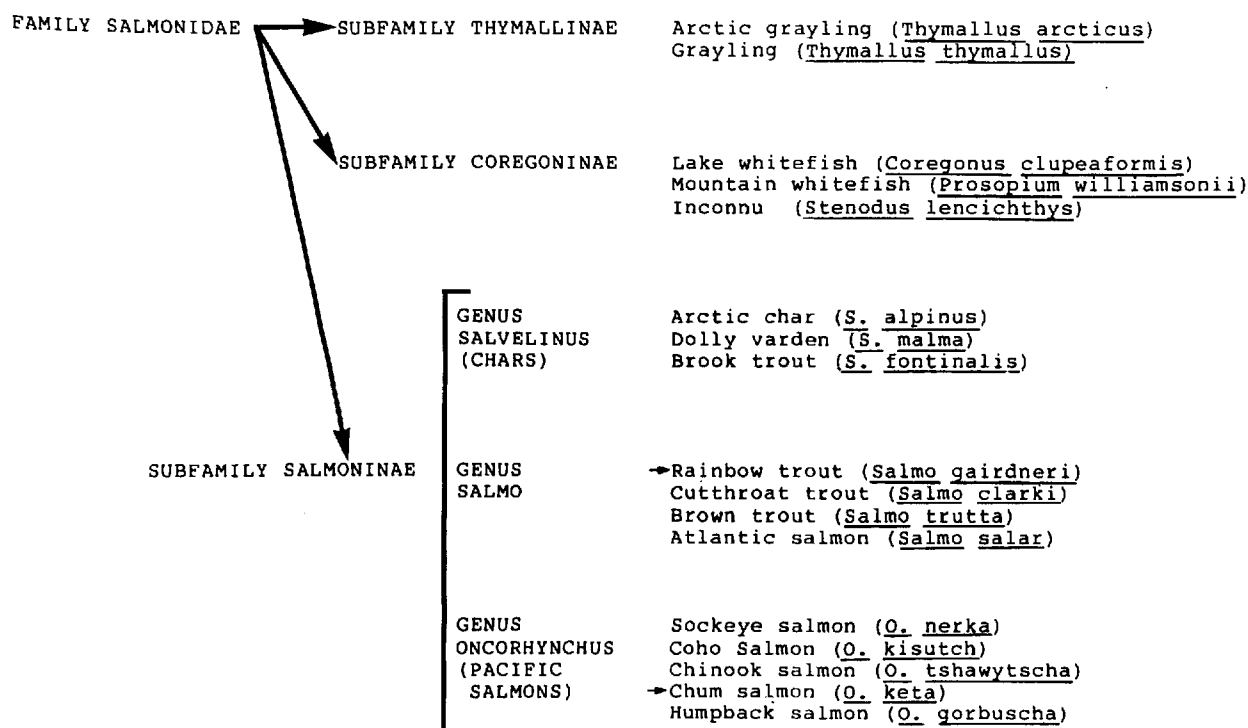 FAMILY SALMONIDAE SUBFAMILY THYMALLINAE Arctic grayling (Thymallus arcticus)
Grayling (Thymallus thymallus)
SUBFAMILY COREGONINAE Lake whitefish (Coregonus clupeaformis)
Mountain whitefish (Prosopium williamsonii)
Inconnu (Stenodus lencichthys)
GENUS Arctic char (S. alpinus)
SALVELINUS Dolly varden (S. malma)
(CHARS) Brook trout (S. fontinalis)
SUBFAMILY SALMONINAE GENUS Rainbow trout (Salmo gairdneri)
SALMO Cutthroat trout (Salmo clarki)
Brown trout (Salmo trutta)
Atlantic salmon (Salmo salar)
GENUS Sockeye salmon (O. nerka)
ONCORHYNCHUS Coho Salmon (O. kisutch)
(PACIFIC Chinook salmon (O. tshawytscha)
SALMONS) Chum salmon (O. keta)
Humpback salmon (O. gorbuscha)